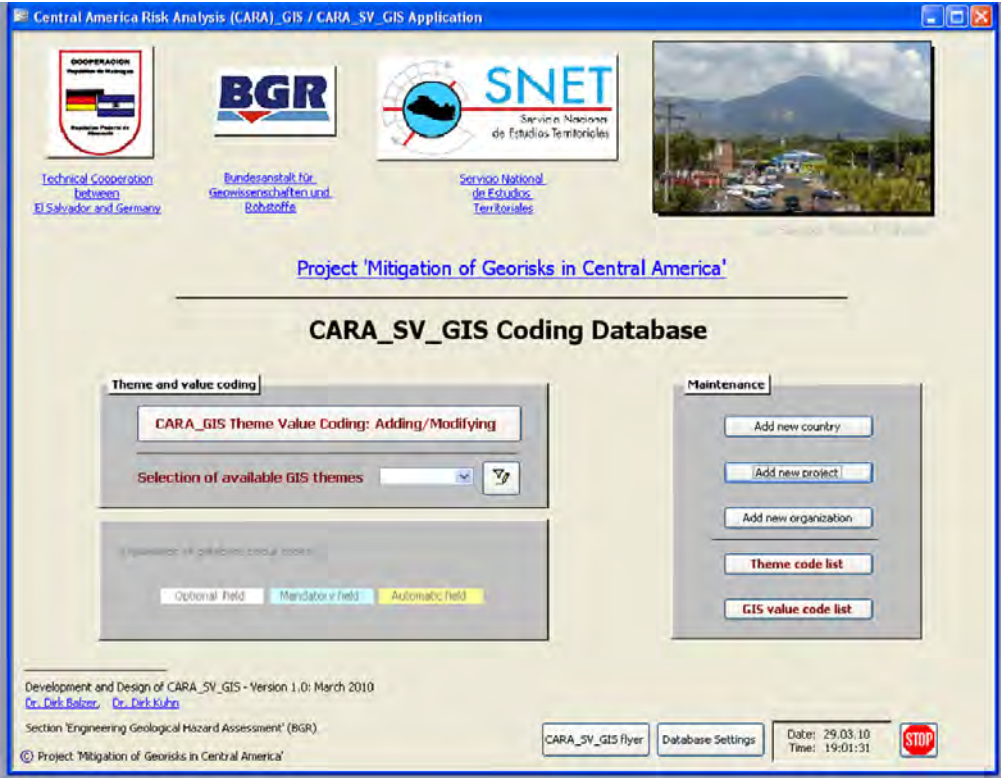 Central America Risk Analysis (CARA)_GIS / CARA_SV_GIS Application
COOPERACION
BGR
SNET
Servicio Nacional
de Estudios Territoriales
Technical Cooperation
between
El Salvador and Germany
Bundesanstalt für
Geowissenschaften und
Rohstoffe
Servicio National
de Estudios
Territoriales
Project 'Mitigation of Georisks in Central America'
CARA_SV_GIS Coding Database
Theme and value coding
CARA_GIS Theme Value Coding: Adding/Modifying
Selection of available GIS themes
Optional field
Mandatory field
Automatic field
Maintenance
Add new country
Add new project
Add new organization
Theme code list
GIS value code list
Development and Design of CARA_SV_GIS - Version 1.0: March 2010
Dr. Dirk Balzer, Dr. Dirk Kuhn
Section 'Engineering Geological Hazard Assessment' (BGR)
© Project 'Mitigation of Georisks in Central America'
CARA_SV_GIS flyer
Database Settings
Date: 29.03.10
Time: 19:01:31
STOP